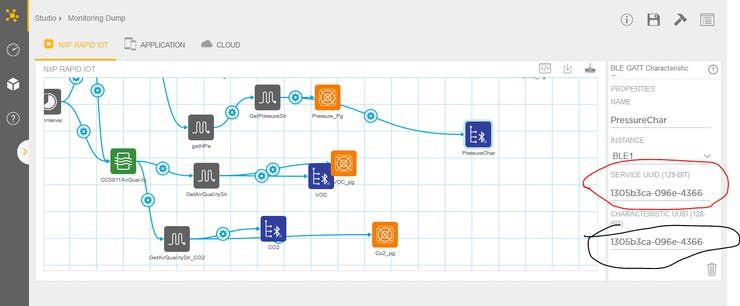 Studio › Monitoring Dump
NXP RAPID IOT
APPLICATION
CLOUD
NXP RAPID IOT
BLE GATT Characteristic
PROPERTIES
NAME
PressureChar
INSTANCE
BLE1
SERVICE UUID (128-BIT)
1305b3ca-096e-4366-
CHARACTERISTIC UUID (128-
BIT)
1305b3ca-096e-4366-
GetPressureStr
Pressure_Pg
getHPa
PressureChar
CCS811AirQuality
GetAirQualityStr
VOC
VOC_pg
GetAirQualityStr_CO2
CO2
Co2_pg